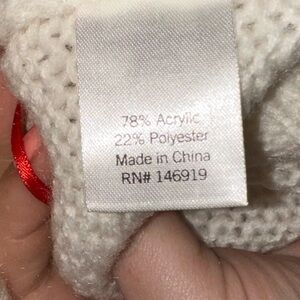 78% Acrylic
22% Polyester
Made in China
RN# 146919